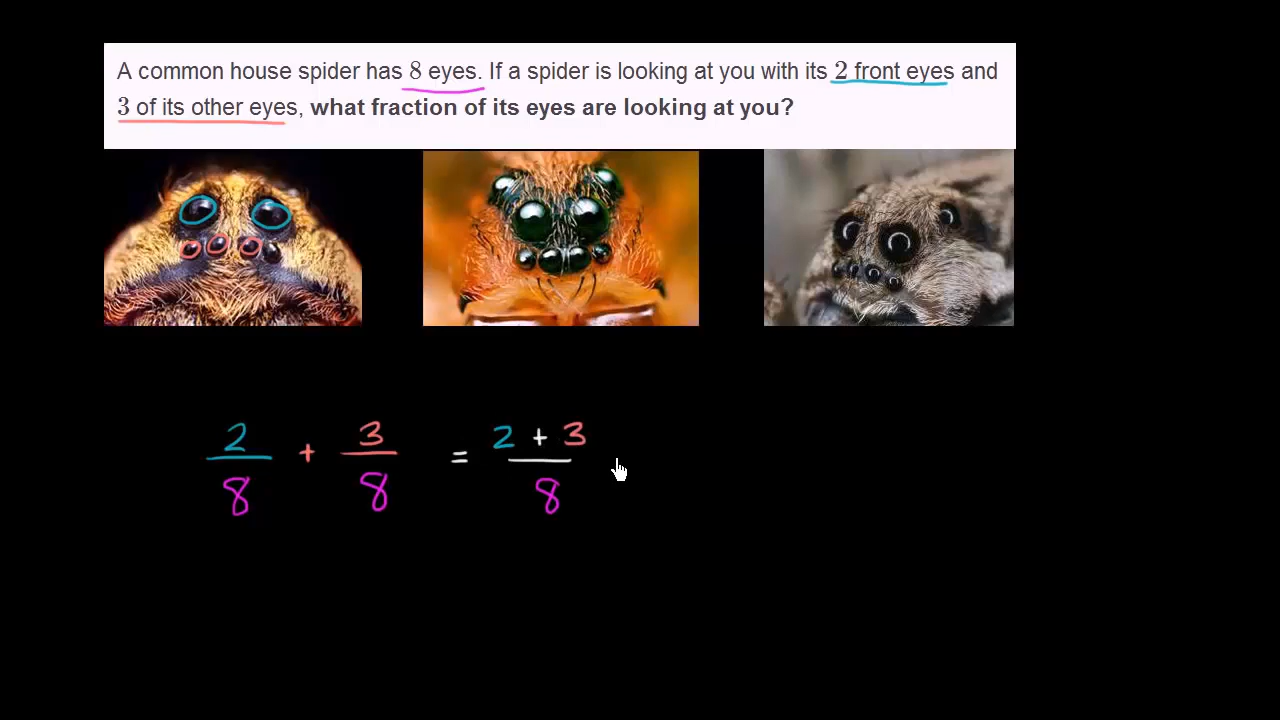 A common house spider has 8 eyes. If a spider is looking at you with its 2 front eyes and
3 of its other eyes, what fraction of its eyes are looking at you?
2/8 + 3/8 = 2 + 3/8